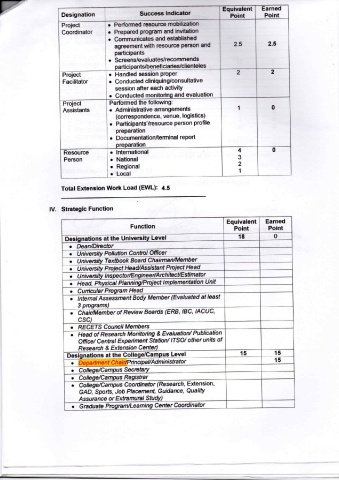 Designation Success Indicator Equivalent Point Earned Point
Project Coordinator
• Performed resource mobilization
• Prepared program and invitation
• Communicates and established
agreement with resource person and
participants
• Screens/evaluates/recommends
participants/beneficiaries/clienteles
2.5 2.5
Project Facilitator
• Handled session proper
• Conducted cliniquing/consultative
session after each activity
• Conducted monitoring and evaluation
2 2
Project Assistants
Performed the following:
• Administrative arrangements
(correspondence, venue, logistics)
• Participants'/resource person profile
preparation
• Documentation/terminal report
preparation
1 0
Resource Person
• International 4 0
• National 3
• Regional 2
• Local 1
Total Extension Work Load (EWL): 4.5
IV. Strategic Function
Function Equivalent Point Earned Point
Designations at the University Level 18 0
• Dean/Director
• University Pollution Control Officer
• University Textbook Board Chairman/Member
• University Project Head/Assistant Project Head
• University Inspector/Engineer/Architect/Estimator
• Head, Physical Planning/Project Implementation Unit
• Curricular Program Head
• Internal Assessment Body Member (Evaluated at least
3 programs)
• Chair/Member of Review Boards (ERB, IBC, IACUC,
CSC)
• RECETS Council Members
• Head of Research Monitoring & Evaluation/ Publication
Office/ Central Experiment Station/ ITSO/ other units of
Research & Extension Center)
Designations at the College/Campus Level 15 15
• Department Chair/Principal/Administrator 15
• College/Campus Secretary
• College/Campus Registrar
• College/Campus Coordinator (Research, Extension,
GAD, Sports, Job Placement, Guidance, Quality
Assurance or Extramural Study)
• Graduate Program/Learning Center Coordinator